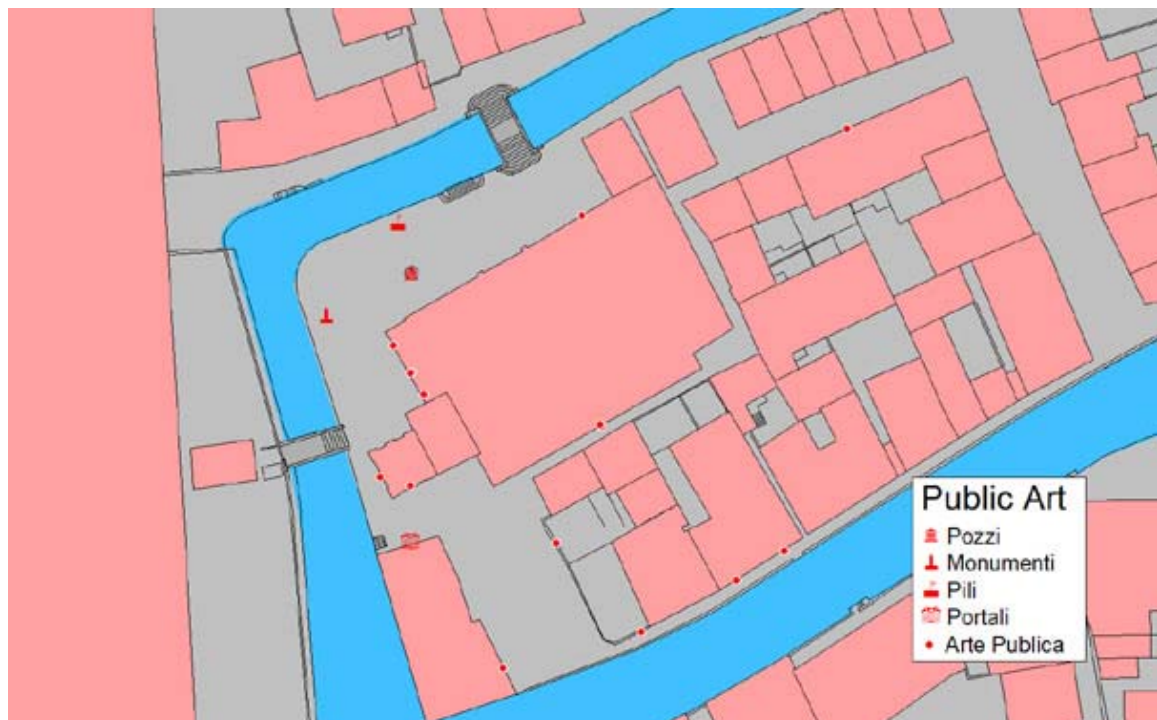 Public Art
Pozzi
Monumenti
Pili
Portali
Arte Publica